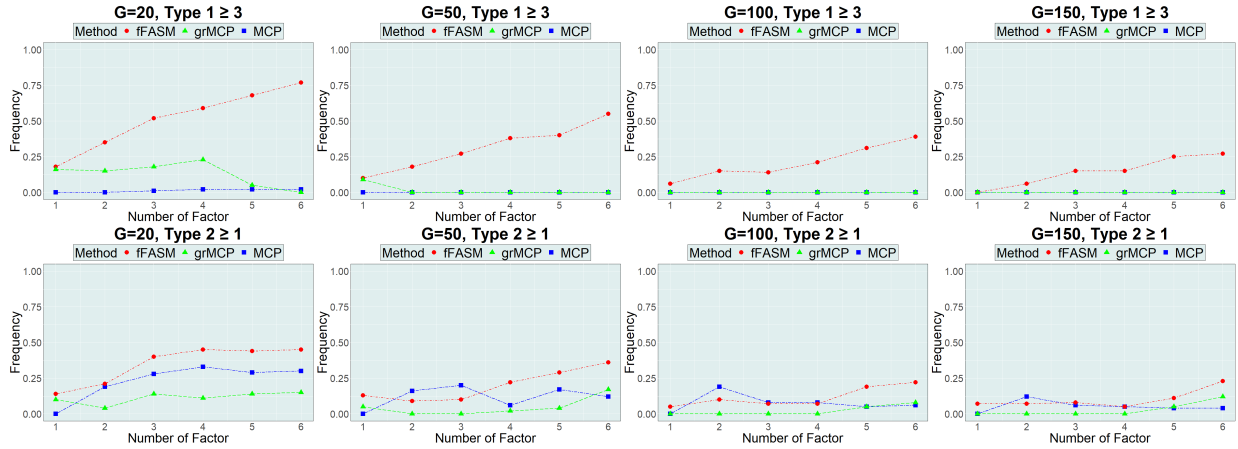 G=20, Type 1 ≥ 3
Method fFASM grMCP MCP
1.00
0.75
0.50
0.25
0.00
Frequency
1 2 3 4 5 6
Number of Factor
G=50, Type 1 ≥ 3
Method fFASM grMCP MCP
1.00
0.75
0.50
0.25
0.00
Frequency
1 2 3 4 5 6
Number of Factor
G=100, Type 1 ≥ 3
Method fFASM grMCP MCP
1.00
0.75
0.50
0.25
0.00
Frequency
1 2 3 4 5 6
Number of Factor
G=150, Type 1 ≥ 3
Method fFASM grMCP MCP
1.00
0.75
0.50
0.25
0.00
Frequency
1 2 3 4 5 6
Number of Factor
G=20, Type 2 ≥ 1
Method fFASM grMCP MCP
1.00
0.75
0.50
0.25
0.00
Frequency
1 2 3 4 5 6
Number of Factor
G=50, Type 2 ≥ 1
Method fFASM grMCP MCP
1.00
0.75
0.50
0.25
0.00
Frequency
1 2 3 4 5 6
Number of Factor
G=100, Type 2 ≥ 1
Method fFASM grMCP MCP
1.00
0.75
0.50
0.25
0.00
Frequency
1 2 3 4 5 6
Number of Factor
G=150, Type 2 ≥ 1
Method fFASM grMCP MCP
1.00
0.75
0.50
0.25
0.00
Frequency
1 2 3 4 5 6
Number of Factor